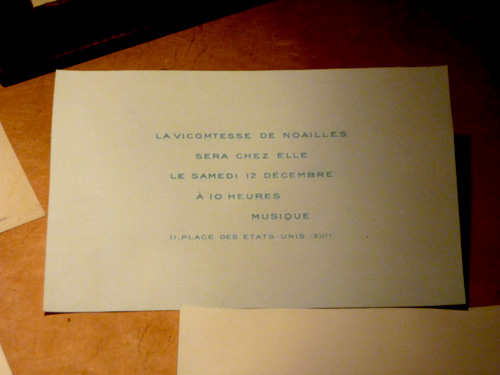 LA VICOMTESSE DE NOAILLES
SERA CHEZ ELLE
LE SAMEDI 12 DÉCEMBRE
À 10 HEURES
MUSIQUE
11, PLACE DES ETATS-UNIS.